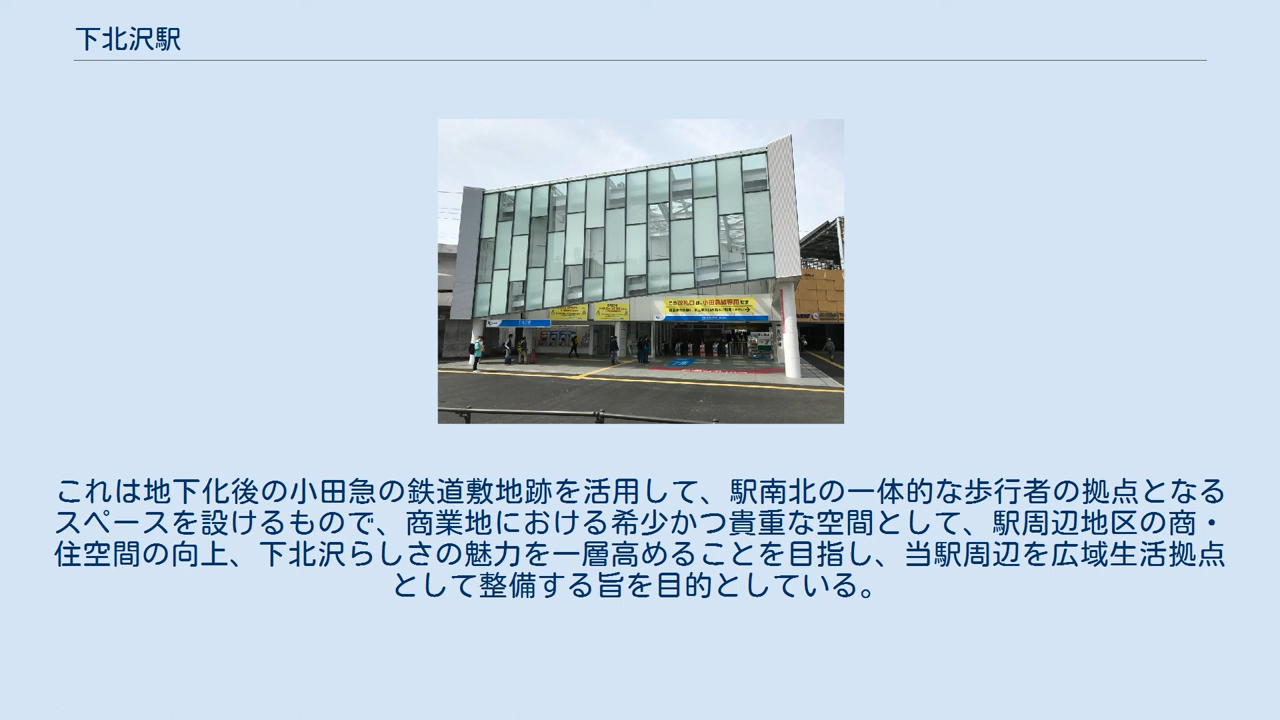 下北沢駅
これは地下化後の小田急の鉄道敷地跡を活用して、駅南北の一体的な歩行者の拠点となる
スペースを設けるもので、商業地における希少かつ貴重な空間として、駅周辺地区の商・
住空間の向上、下北沢らしさの魅力を一層高めることを目指し、当駅周辺を広域生活拠点
として整備する旨を目的としている。